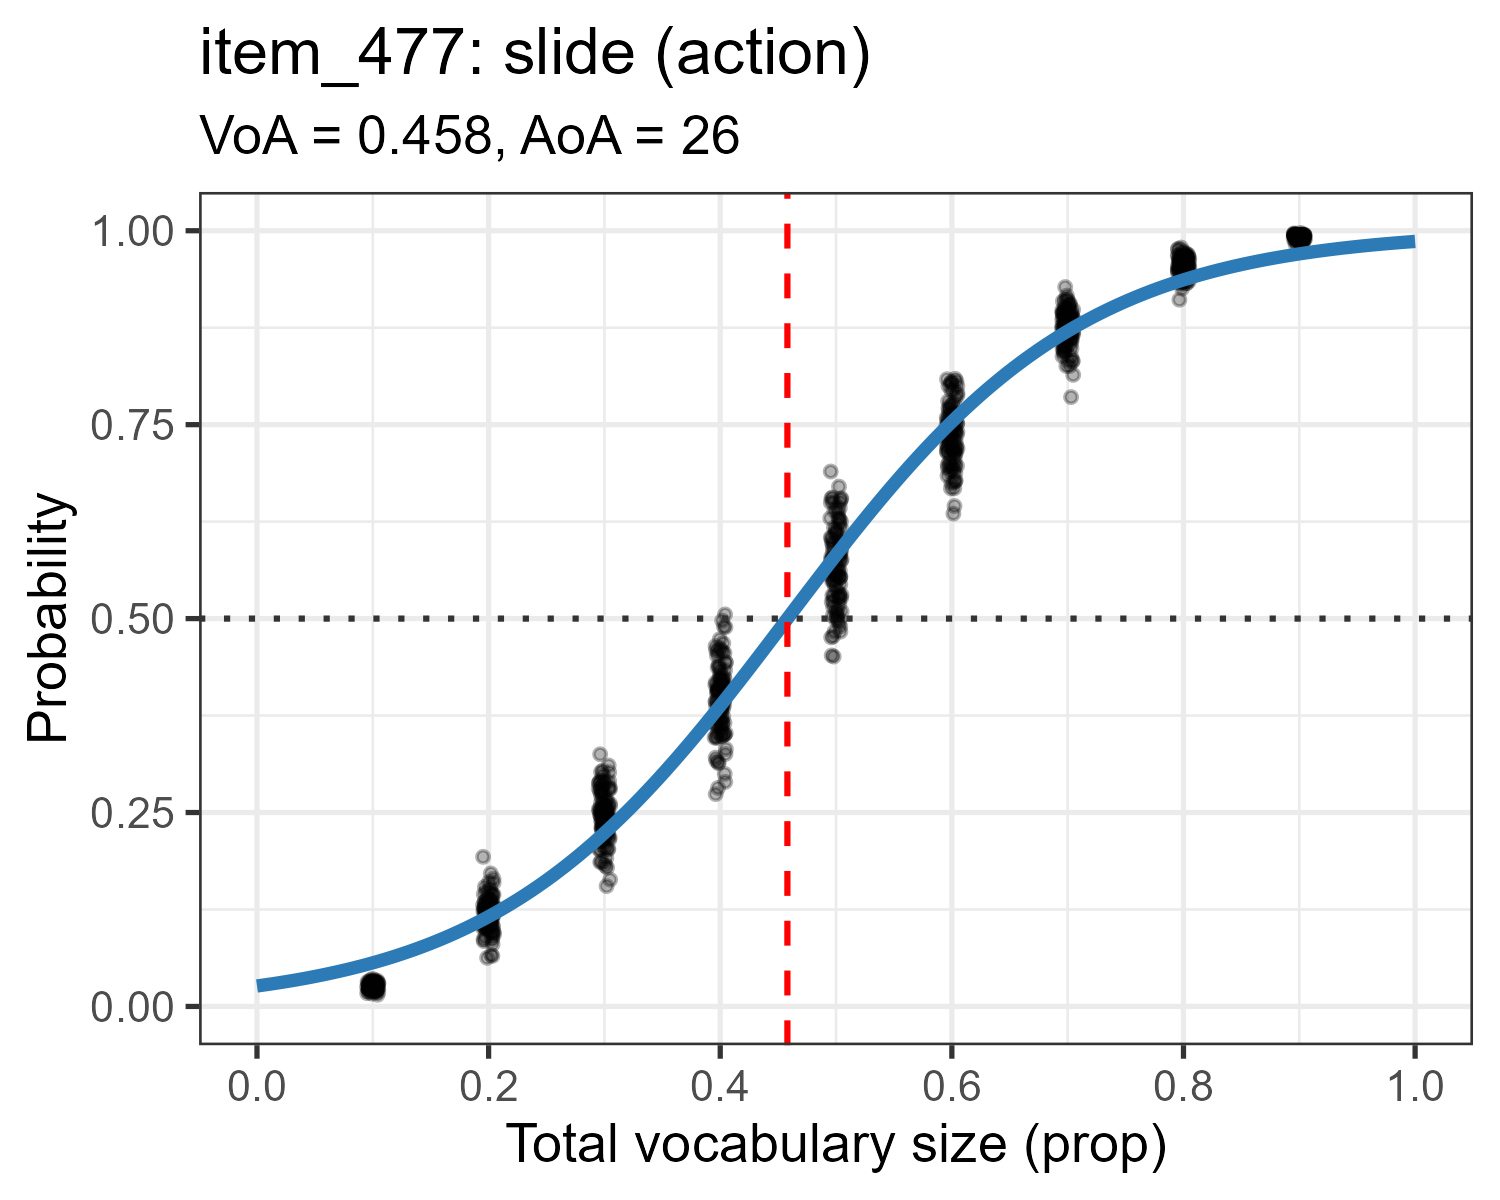 item_477: slide (action)
VoA = 0.458, AoA = 26
1.00
0.75
0.50
0.25
0.00
Probability
0.0 0.2 0.4 0.6 0.8 1.0
Total vocabulary size (prop)